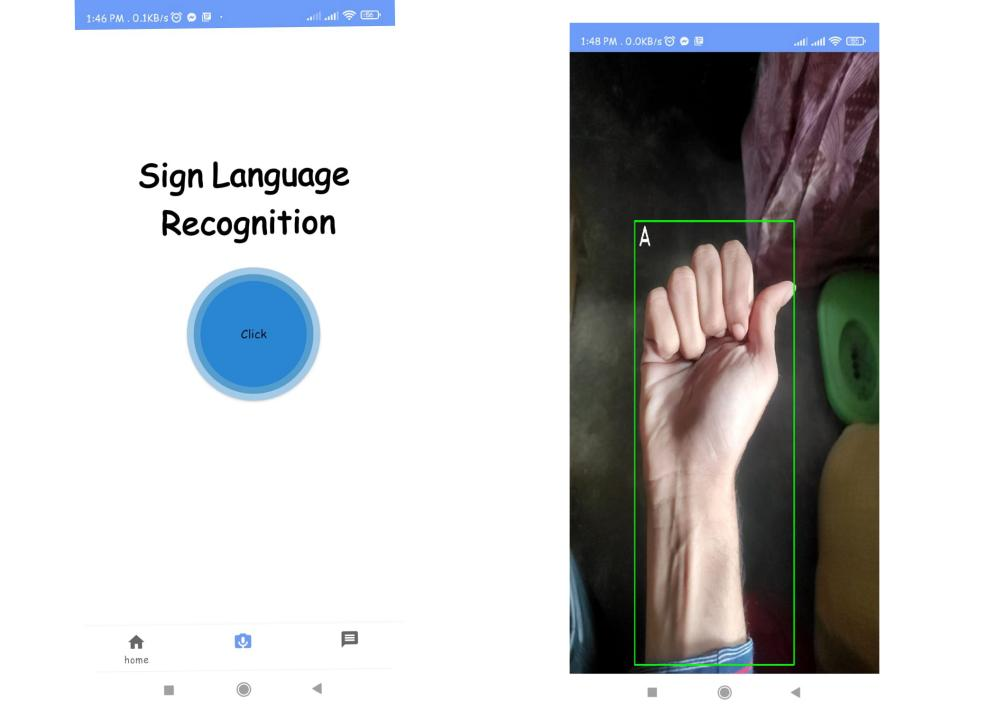 1:46 PM . 0.1KB/s
Sign Language
Recognition
Click
home
1:48 PM . 0.0KB/s
A